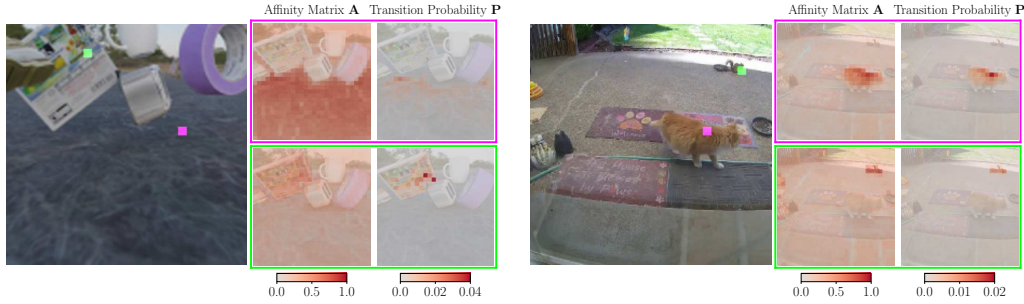 Affinity Matrix A Transition Probability P
Affinity Matrix A Transition Probability P
0.0 0.5 1.0 0.0 0.02 0.04
0.0 0.5 1.0 0.0 0.01 0.02